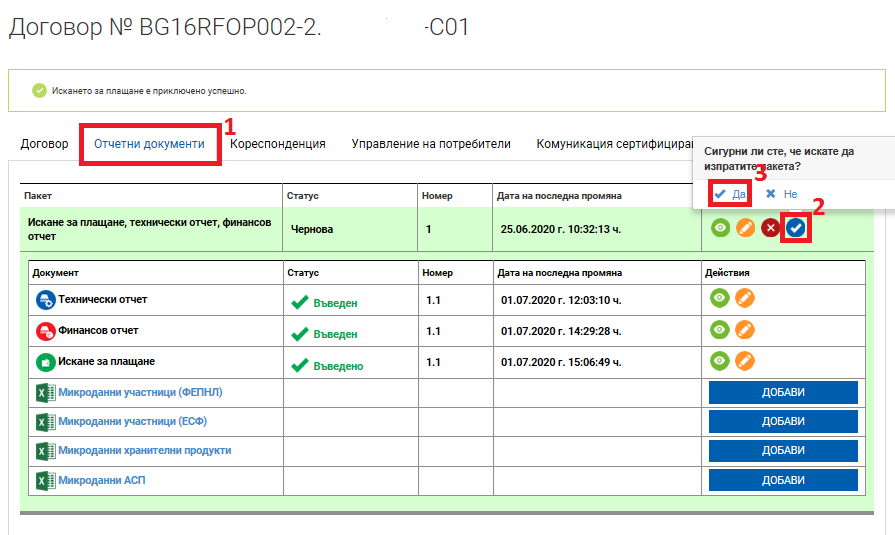 Договор № BG16RFOP002-2. -C01
Искането за плащане е приключено успешно.
1
Договор Отчетни документи Кореспонденция Управление на потребители Комуникация сертифициран
Сигурни ли сте, че искате да
изпратите пакета?
3
Да Не
2
Пакет Статус Номер Дата на последна промяна
Искане за плащане, технически отчет, финансов
отчет
Чернова 1 25.06.2020 г. 10:32:13 ч.
Документ Статус Номер Дата на последна промяна Действия
Технически отчет Въведен 1.1 01.07.2020 г. 12:03:10 ч.
Финансов отчет Въведен 1.1 01.07.2020 г. 14:29:28 ч.
Искане за плащане Въведено 1.1 01.07.2020 г. 15:06:49 ч.
Микроданни участници (ФЕПНЛ) ДОБАВИ
Микроданни участници (ЕСФ) ДОБАВИ
Микроданни хранителни продукти ДОБАВИ
Микроданни АСП ДОБАВИ